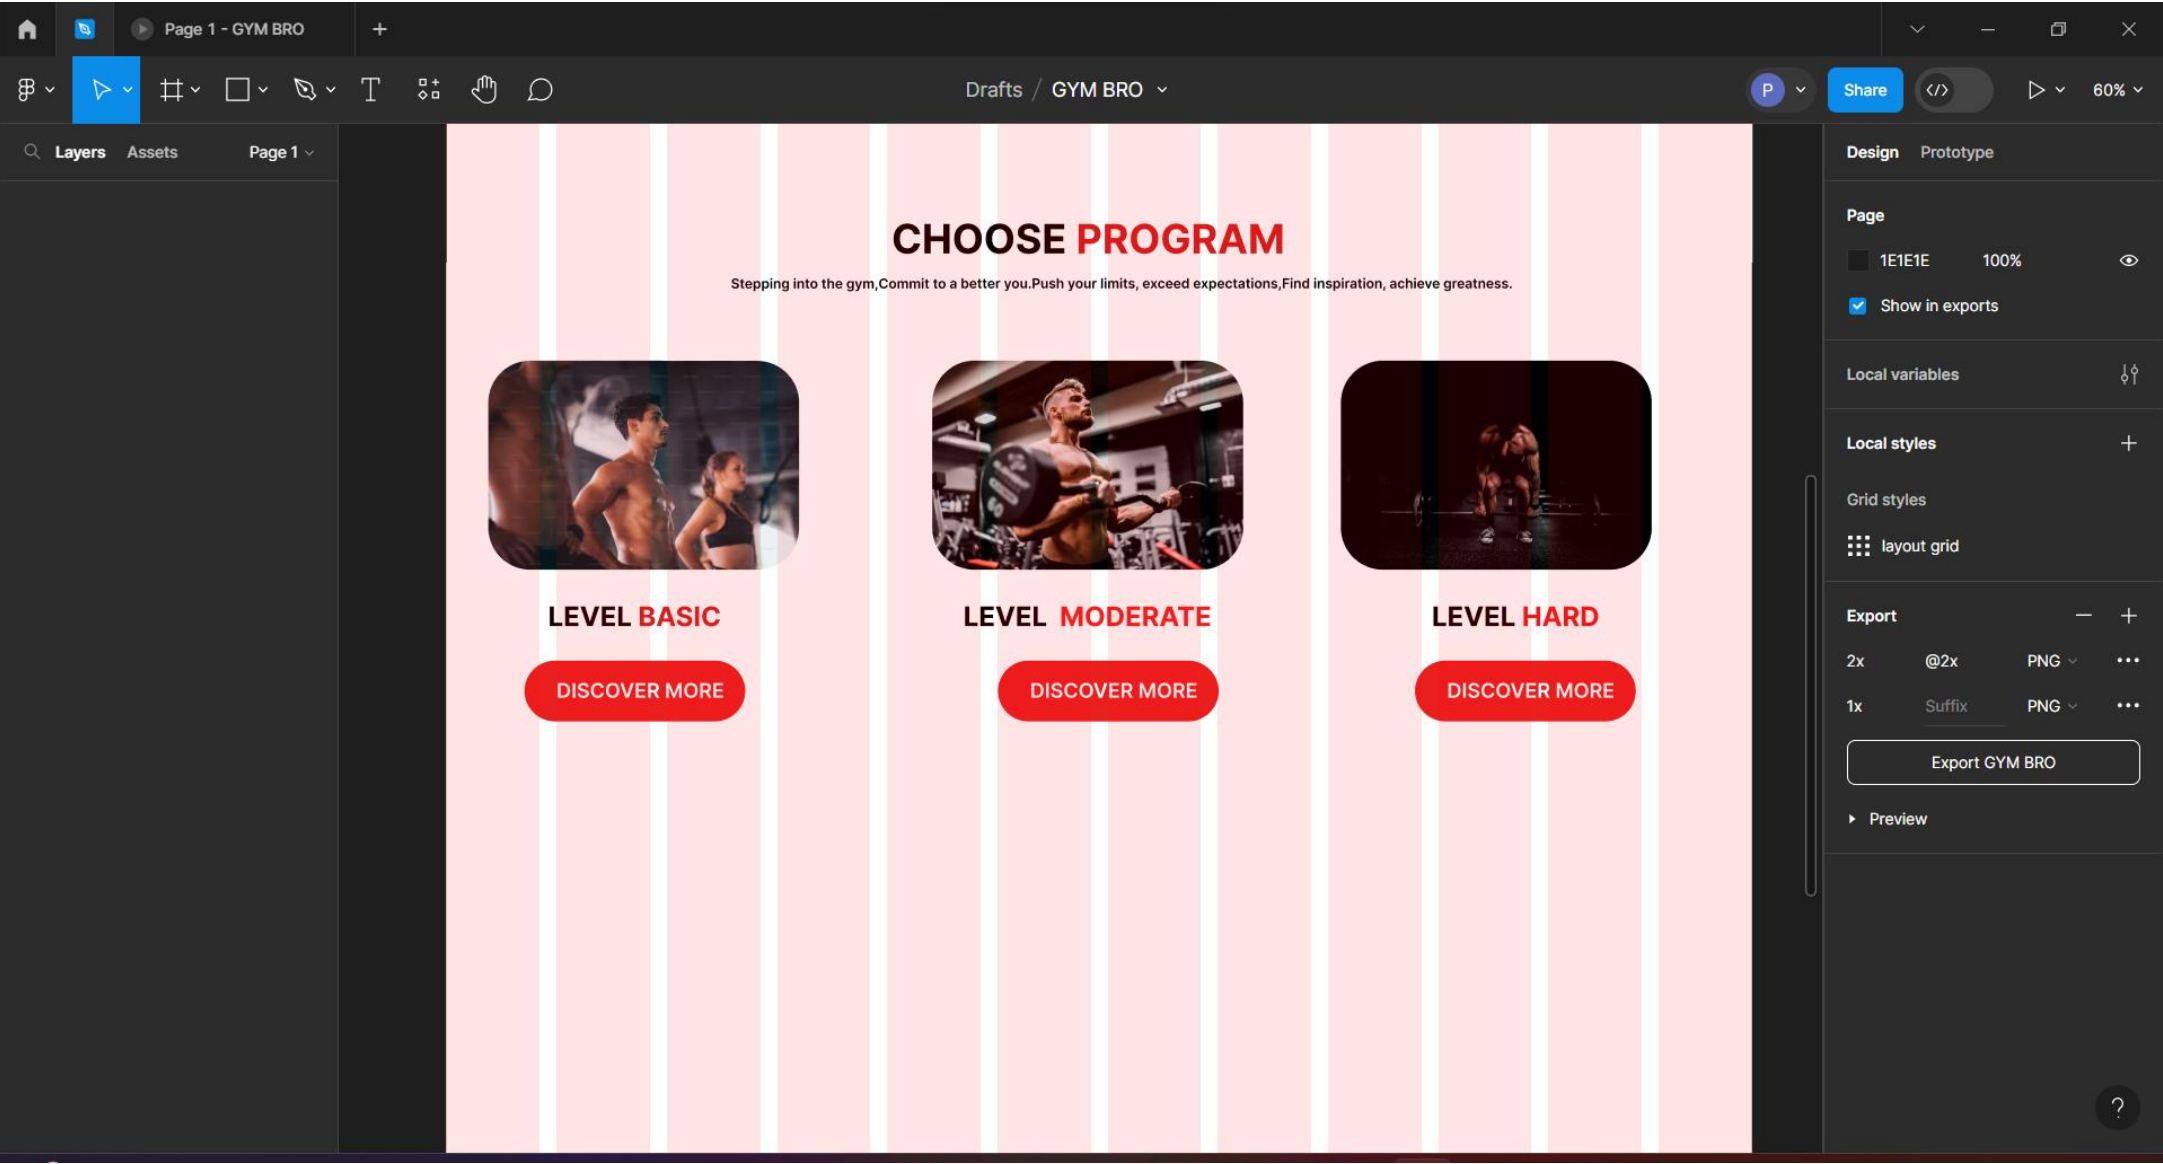 Page 1 - GYM BRO
Drafts / GYM BRO
P
Share
60%
Layers Assets Page 1
CHOOSE PROGRAM
Stepping into the gym,Commit to a better you.Push your limits, exceed expectations,Find inspiration, achieve greatness.
LEVEL BASIC
LEVEL MODERATE
LEVEL HARD
DISCOVER MORE
DISCOVER MORE
DISCOVER MORE
Design Prototype
Page
1E1E1E 100%
Show in exports
Local variables
Local styles
Grid styles
layout grid
Export
2x @2x PNG
1x Suffix PNG
Export GYM BRO
Preview
?